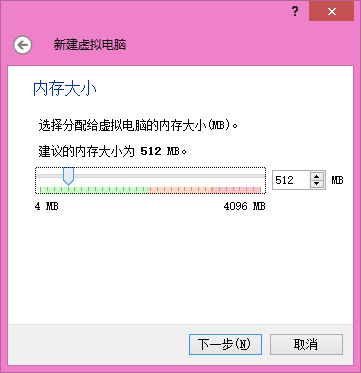 ?
新建虚拟电脑
内存大小
选择分配给虚拟电脑的内存大小(MB)。
建议的内存大小为 512 MB。
512 MB
4 MB 4096 MB
下一步(N) 取消